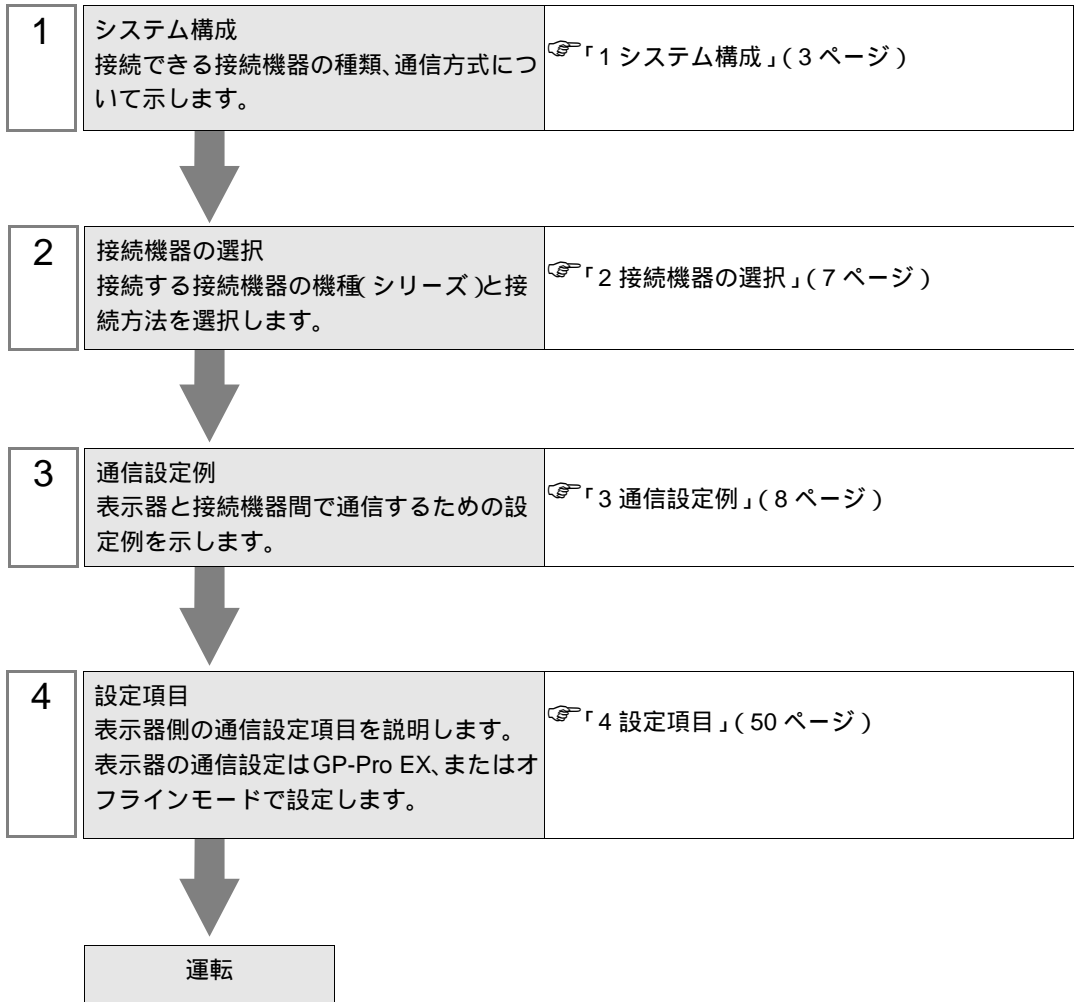 1
システム構成
接続できる接続機器の種類、通信方式につ
いて示します。
☞「1 システム構成」(3 ページ)
2
接続機器の選択
接続する接続機器の機種(シリーズ)と接
続方法を選択します。
☞「2 接続機器の選択」(7 ページ)
3
通信設定例
表示器と接続機器間で通信するための設
定例を示します。
☞「3 通信設定例」(8 ページ)
4
設定項目
表示器側の通信設定項目を説明します。
表示器の通信設定はGP-Pro EX、またはオ
フラインモードで設定します。
☞「4 設定項目」(50 ページ)
運転